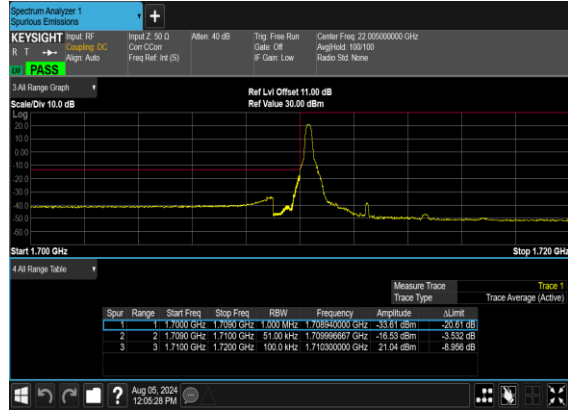 Spectrum Analyzer 1
Spurious Emissions
+
KEYSIGHT Input: RF Input Z: 50 Ω Atten: 40 dB Trig: Free Run Center Freq: 22.005000000 GHz
R T Coupling: DC Corr CCorr Gate: Off Avg|Hold: 100/100
Align: Auto Freq Ref: Int (S) IF Gain: Low Radio Std: None
LV PASS
3 All Range Graph
Ref Lvl Offset 11.00 dB
Scale/Div 10.0 dB Ref Value 30.00 dBm
Log
20.0
10.0
0.00
-10.0
-20.0
-30.0
-40.0
-50.0
-60.0
Start 1.700 GHz Stop 1.720 GHz
4 All Range Table
Measure Trace Trace 1
Trace Type Trace Average (Active)
Spur Range Start Freq Stop Freq RBW Frequency Amplitude ΔLimit
1 1 1.7000 GHz 1.7090 GHz 1.000 MHz 1.708940000 GHz -33.61 dBm -20.61 dB
2 2 1.7090 GHz 1.7100 GHz 51.00 kHz 1.709996667 GHz -16.53 dBm -3.532 dB
3 3 1.7100 GHz 1.7200 GHz 100.0 kHz 1.710300000 GHz 21.04 dBm -8.956 dB
? Aug 05, 2024
12:05:28 PM